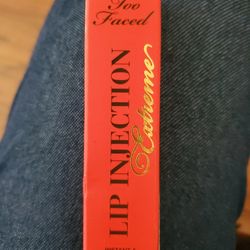 Too
Faced
LIP INJECTION
Extreme